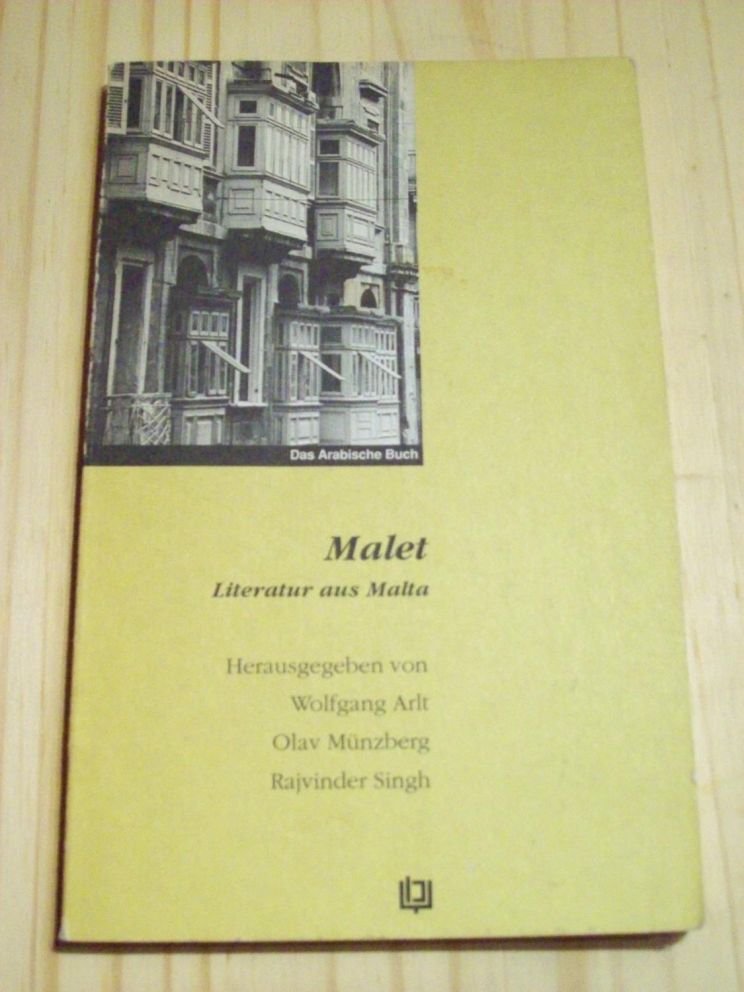 Das Arabische Buch
Malet
Literatur aus Malta
Herausgegeben von
Wolfgang Arlt
Olav Münzberg
Rajvinder Singh